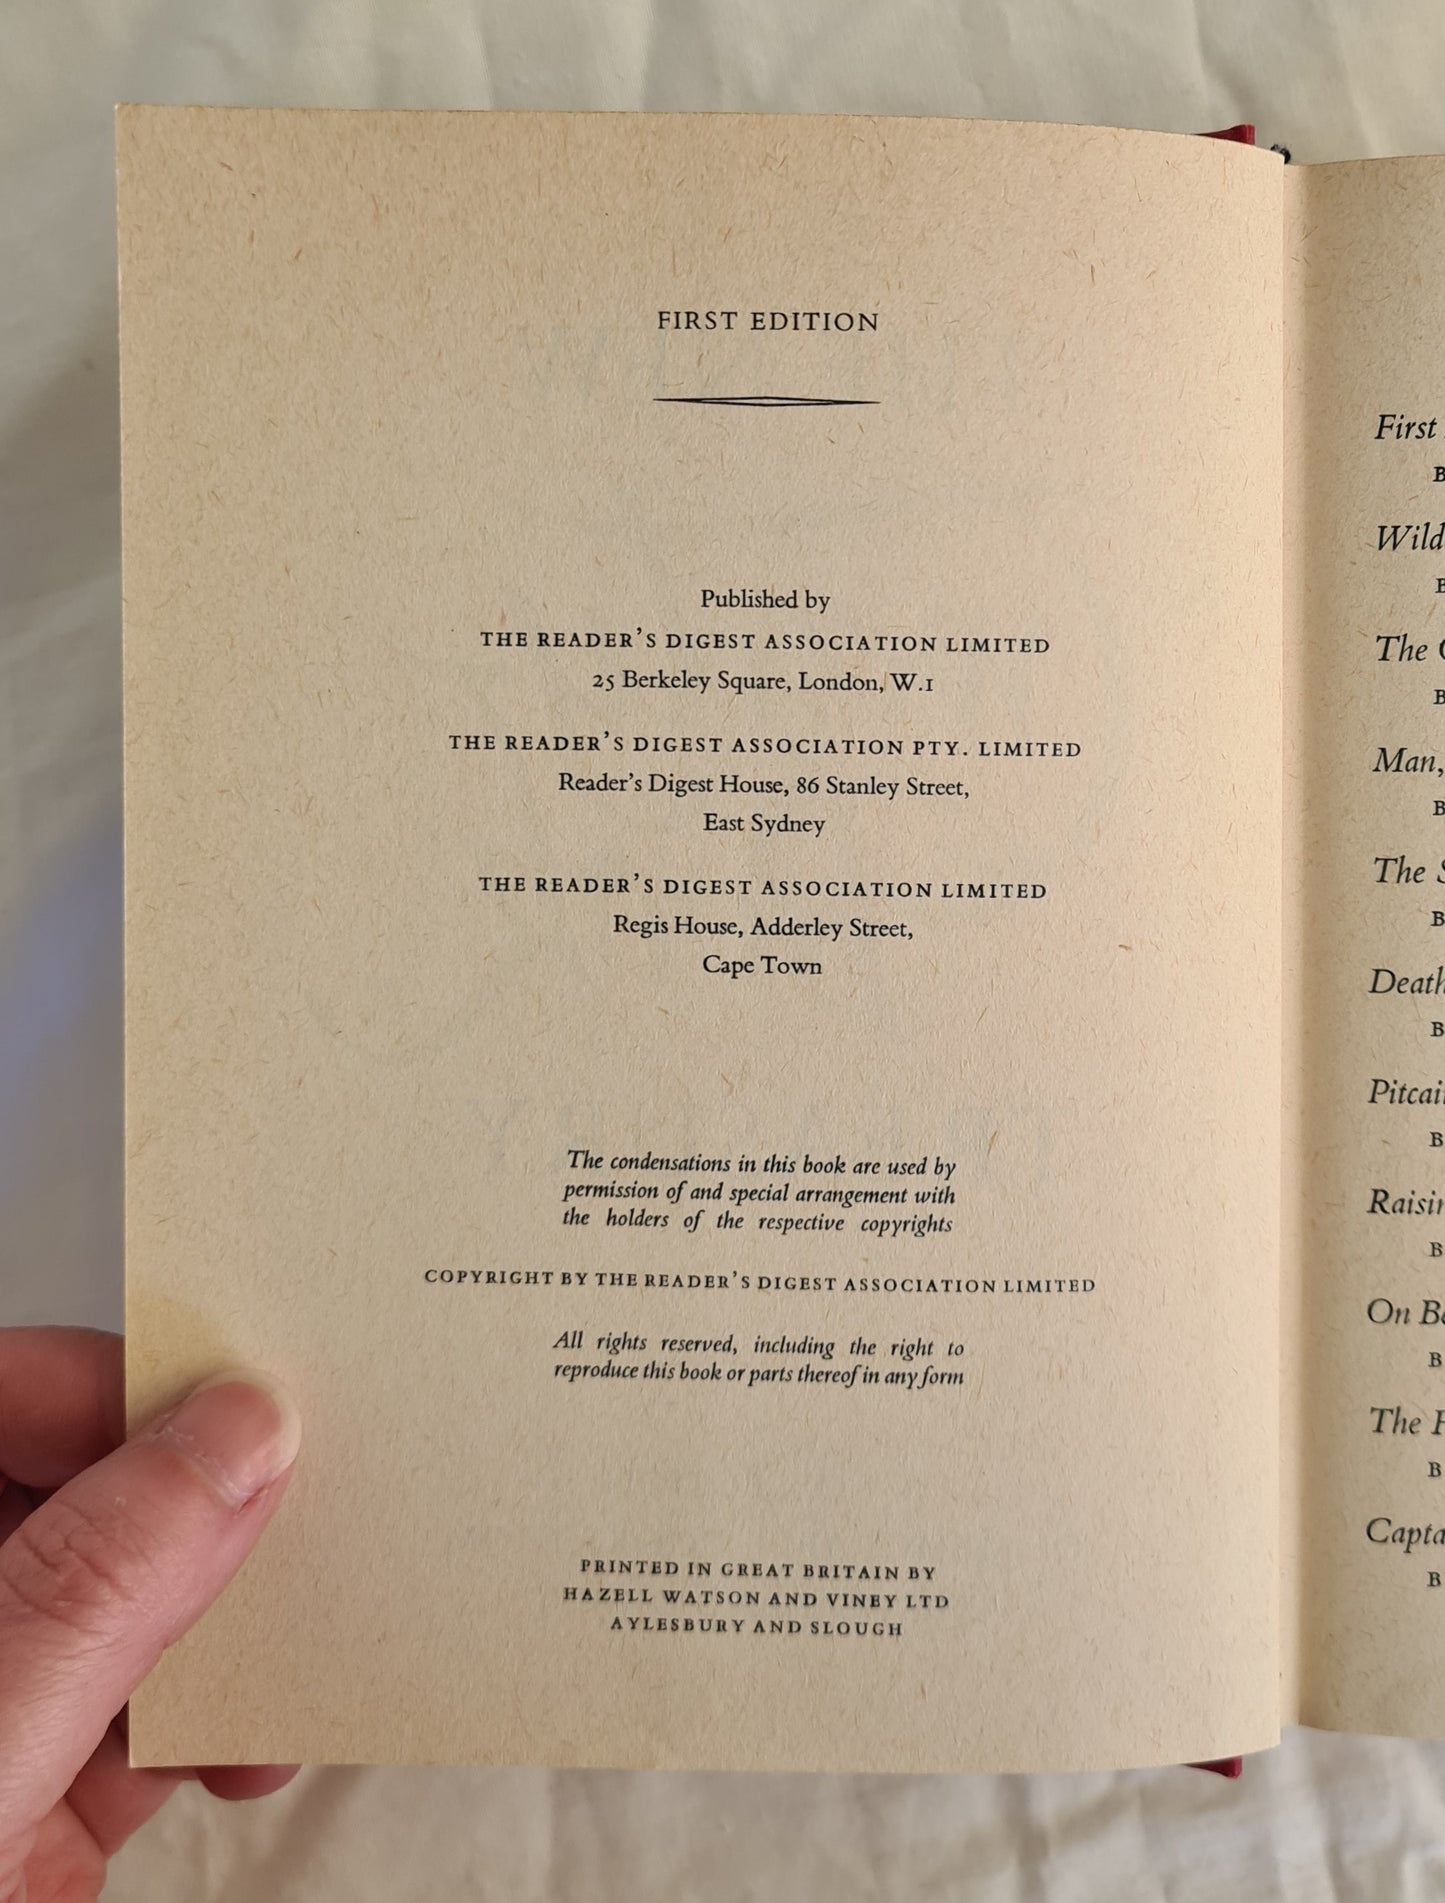 FIRST EDITION
Published by
THE READER'S DIGEST ASSOCIATION LIMITED
25 Berkeley Square, London, W.1
THE READER'S DIGEST ASSOCIATION PTY. LIMITED
Reader's Digest House, 86 Stanley Street,
East Sydney
THE READER'S DIGEST ASSOCIATION LIMITED
Regis House, Adderley Street,
Cape Town
The condensations in this book are used by
permission of and special arrangement with
the holders of the respective copyrights
COPYRIGHT BY THE READER'S DIGEST ASSOCIATION LIMITED
All rights reserved, including the right to
reproduce this book or parts thereof in any form
PRINTED IN GREAT BRITAIN BY
HAZELL WATSON AND VINEY LTD
AYLESBURY AND SLOUGH
First
Wild
The
Man,
The
Death
On
The